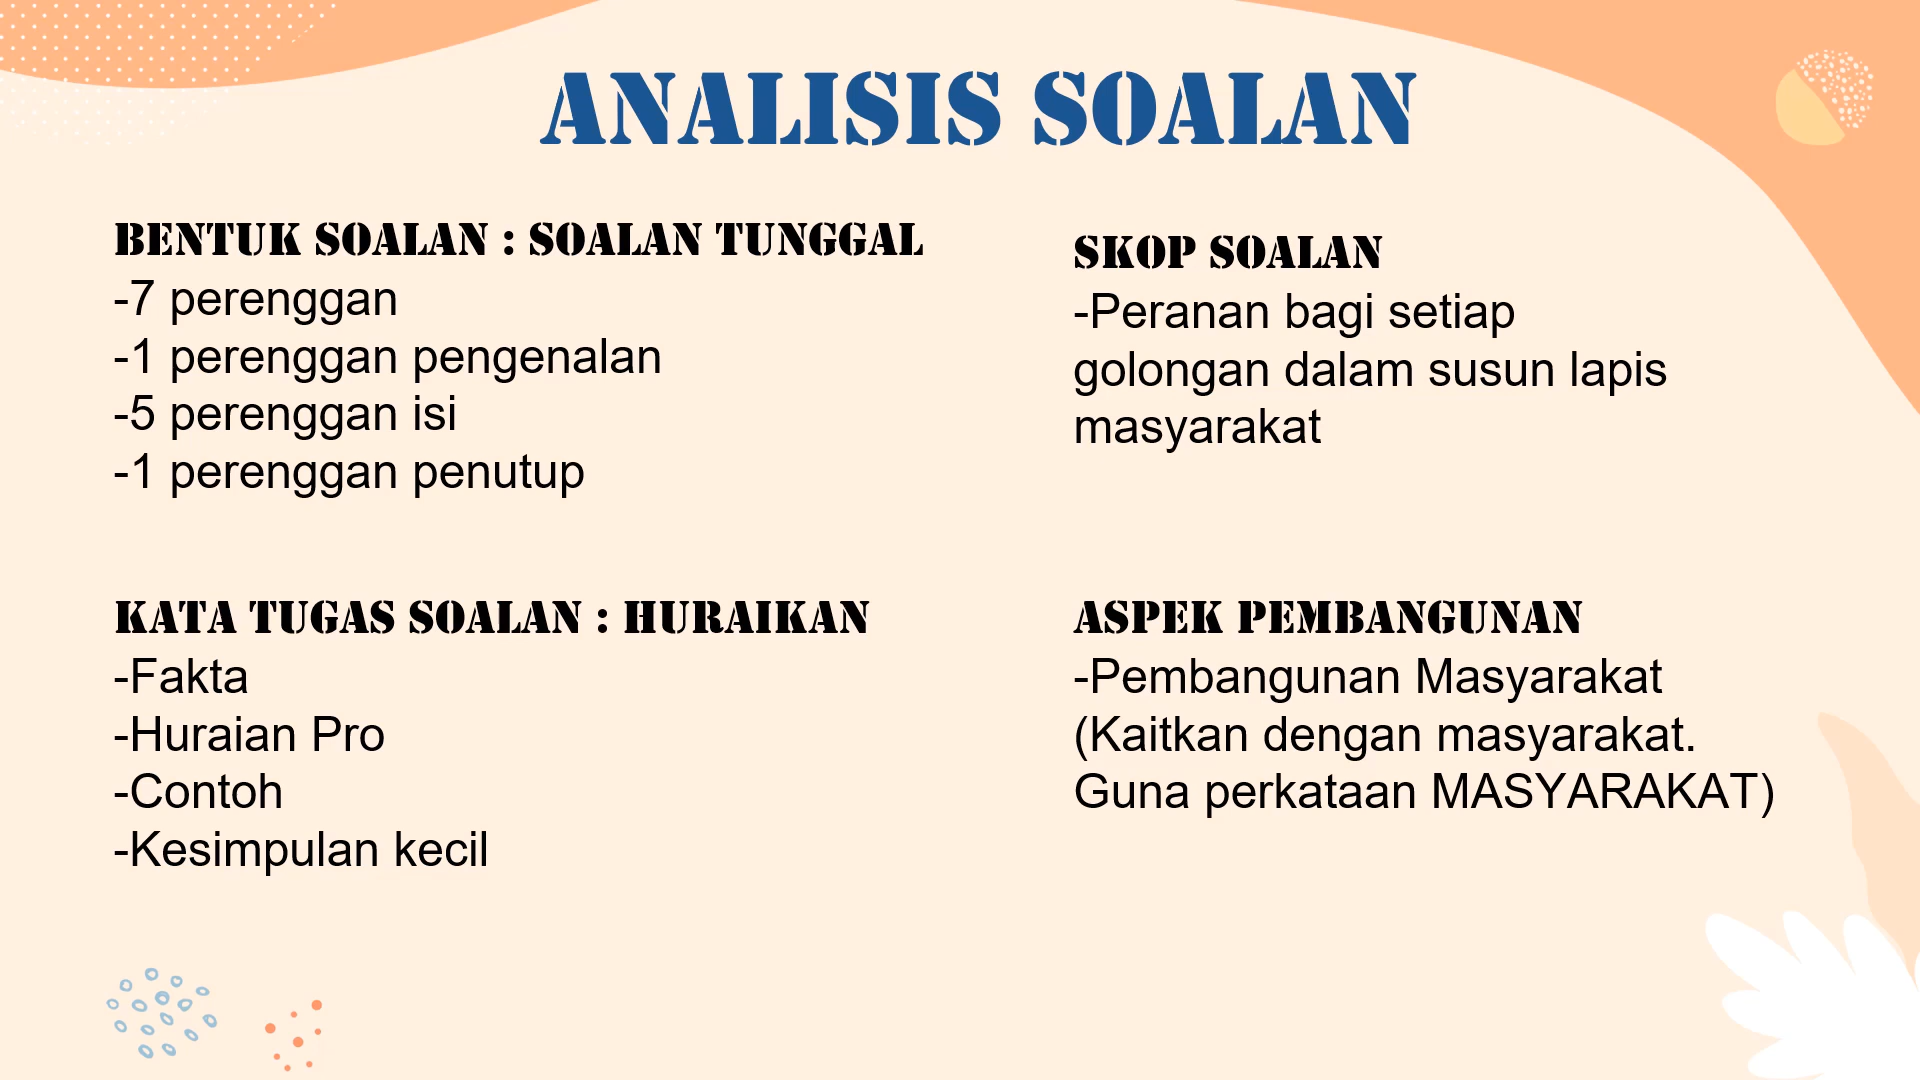 ANALISIS SOALAN
BENTUK SOALAN : SOALAN TUNGGAL
-7 perenggan
-1 perenggan pengenalan
-5 perenggan isi
-1 perenggan penutup
SKOP SOALAN
-Peranan bagi setiap
golongan dalam susun lapis
masyarakat
KATA TUGAS SOALAN : HURAIKAN
-Fakta
-Huraian Pro
-Contoh
-Kesimpulan kecil
ASPEK PEMBANGUNAN
-Pembangunan Masyarakat
(Kaitkan dengan masyarakat.
Guna perkataan MASYARAKAT)